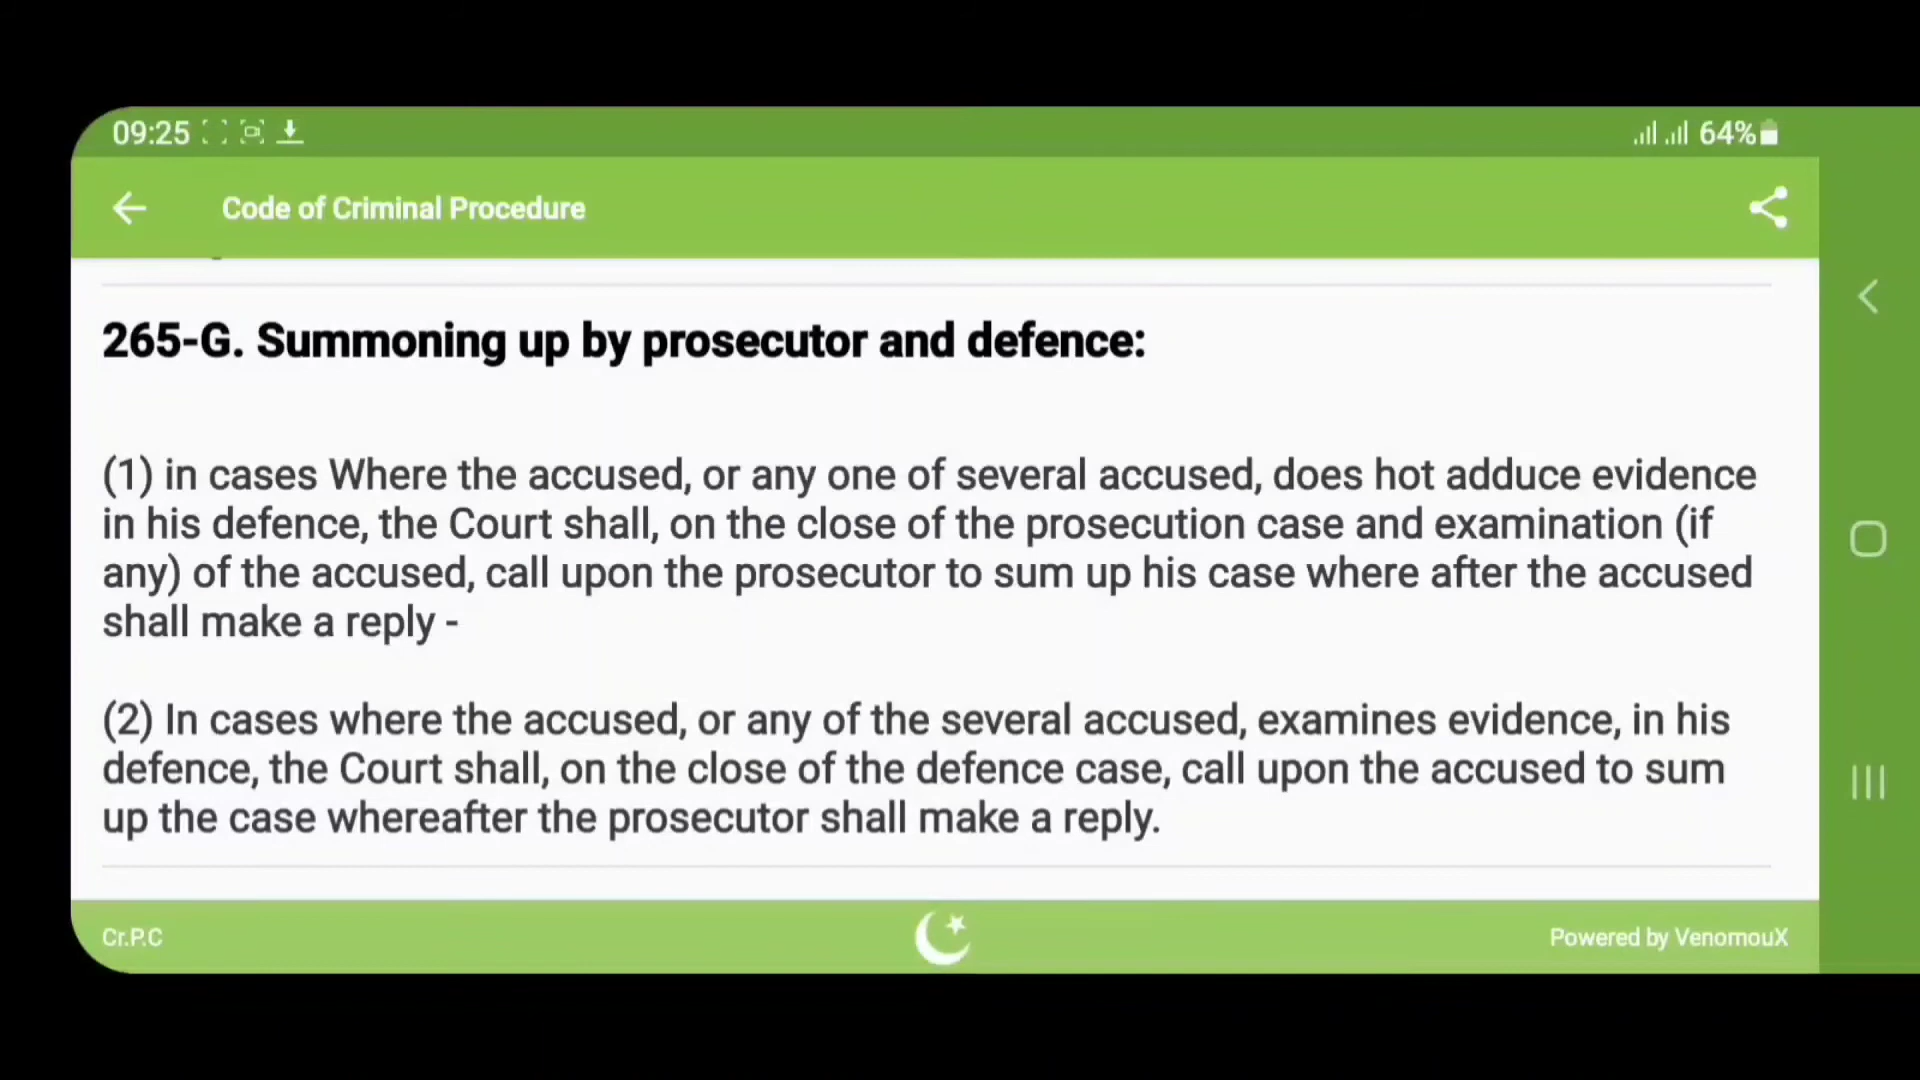 09:25
64%
Code of Criminal Procedure
265-G. Summoning up by prosecutor and defence:
(1) in cases Where the accused, or any one of several accused, does hot adduce evidence
in his defence, the Court shall, on the close of the prosecution case and examination (if
any) of the accused, call upon the prosecutor to sum up his case where after the accused
shall make a reply -
(2) In cases where the accused, or any of the several accused, examines evidence, in his
defence, the Court shall, on the close of the defence case, call upon the accused to sum
up the case whereafter the prosecutor shall make a reply.
Cr.P.C
Powered by VenomouX